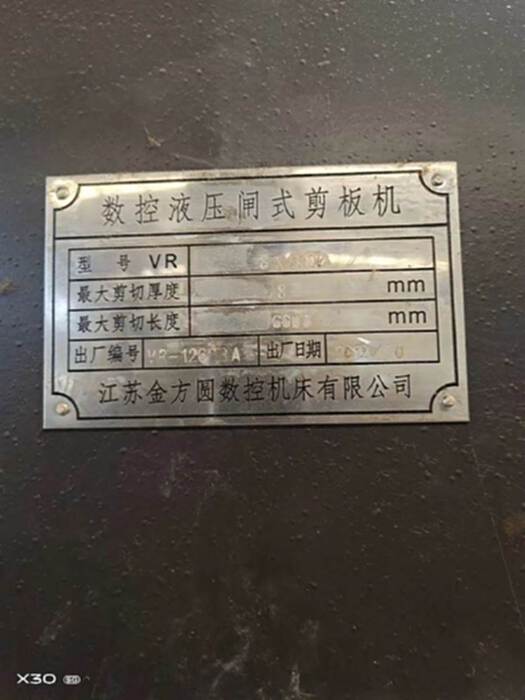 数控液压闸式剪板机
型 号 VR
最大剪切厚度 8 mm
最大剪切长度 mm
出厂编号 出厂日期
江苏金方圆数控机床有限公司
X30 5G